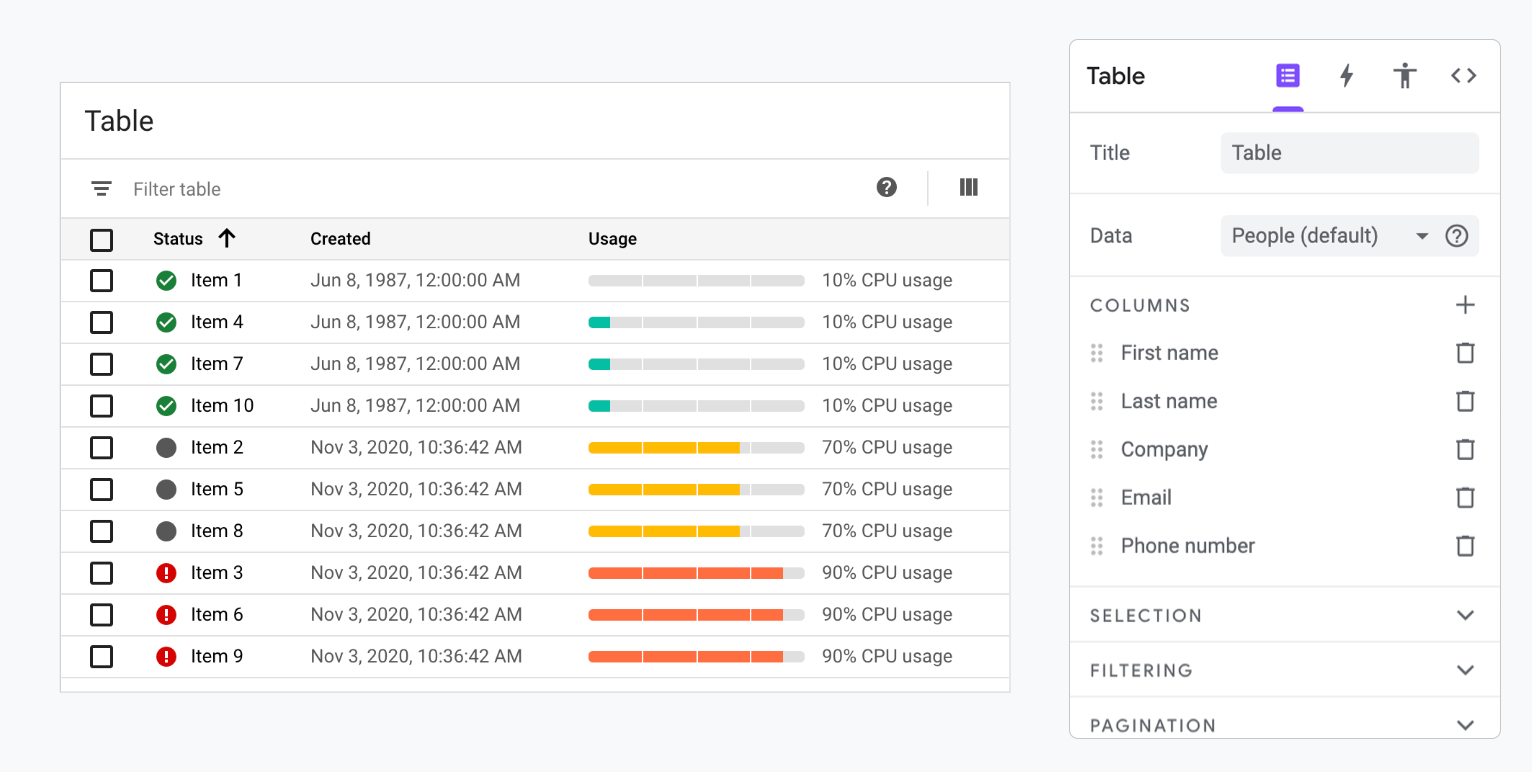 Table
Filter table
Status Created Usage
Item 1 Jun 8, 1987, 12:00:00 AM 10% CPU usage
Item 4 Jun 8, 1987, 12:00:00 AM 10% CPU usage
Item 7 Jun 8, 1987, 12:00:00 AM 10% CPU usage
Item 10 Jun 8, 1987, 12:00:00 AM 10% CPU usage
Item 2 Nov 3, 2020, 10:36:42 AM 70% CPU usage
Item 5 Nov 3, 2020, 10:36:42 AM 70% CPU usage
Item 8 Nov 3, 2020, 10:36:42 AM 70% CPU usage
Item 3 Nov 3, 2020, 10:36:42 AM 90% CPU usage
Item 6 Nov 3, 2020, 10:36:42 AM 90% CPU usage
Item 9 Nov 3, 2020, 10:36:42 AM 90% CPU usage
Table
Title Table
Data People (default)
COLUMNS
First name
Last name
Company
Email
Phone number
SELECTION
FILTERING
PAGINATION